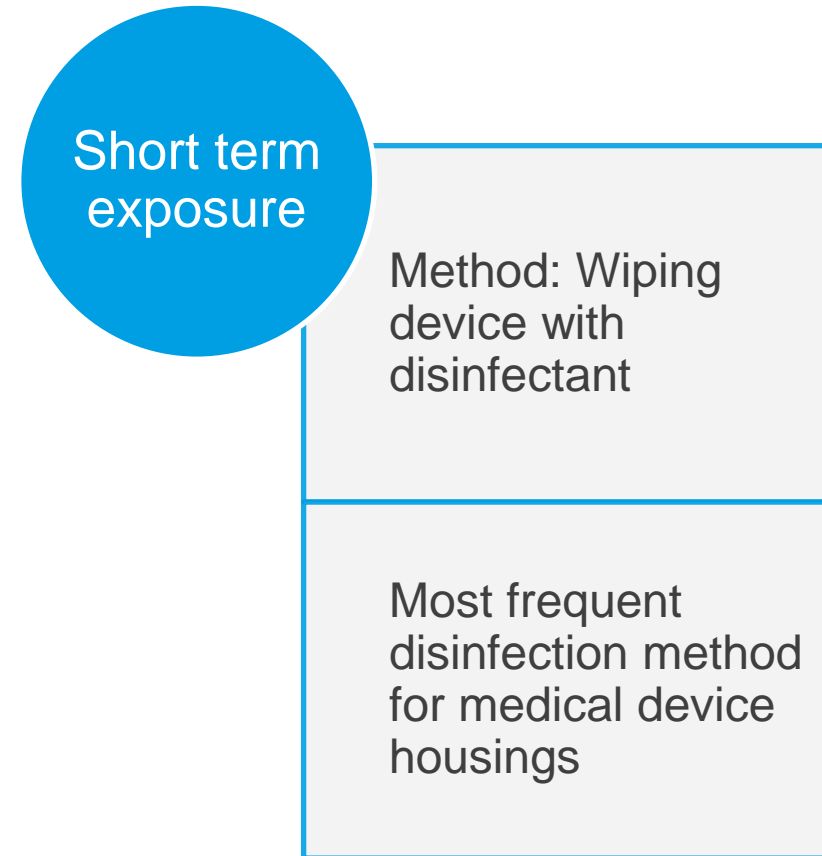 Short term
exposure
Method: Wiping
device with
disinfectant
Most frequent
disinfection method
for medical device
housings